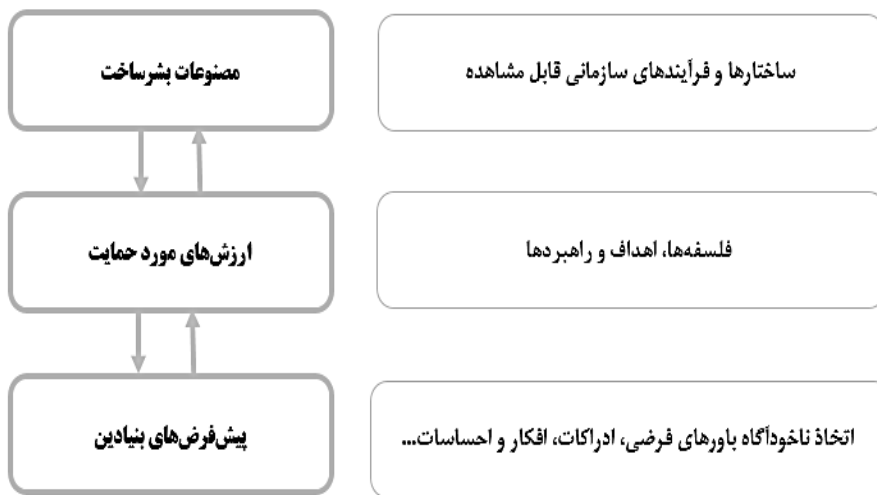 مصنوعات بشرساخت
ساختارها و فرآیندهای سازمانی قابل مشاهده
ارزش‌های مورد حمایت
فلسفه‌ها، اهداف و راهبردها
پیش‌فرض‌های بنیادین
اتخاذ ناخودآگاه باورهای فرضی، ادراکات، افکار و احساسات...